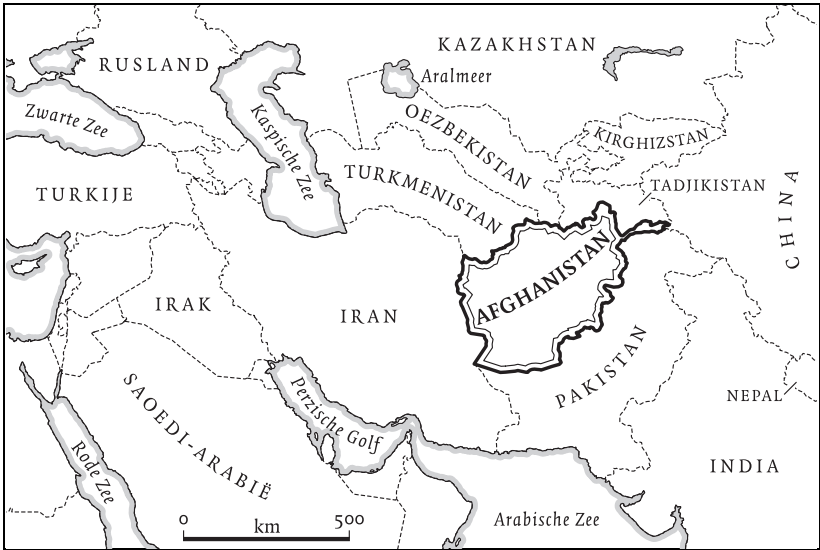 KAZAKHSTAN
RUSLAND
Aralmeer
Zwarte Zee
Kaspische Zee
OEZBEKISTAN
KIRGHIZSTAN
TURKIJE
TURKMENISTAN
TADJIKISTAN
CHINA
AFGHANISTAN
IRAK
IRAN
PAKISTAN
SAOEDI-ARABIË
Perzische Golf
NEPAL
Rode Zee
INDIA
0 km 500
Arabische Zee